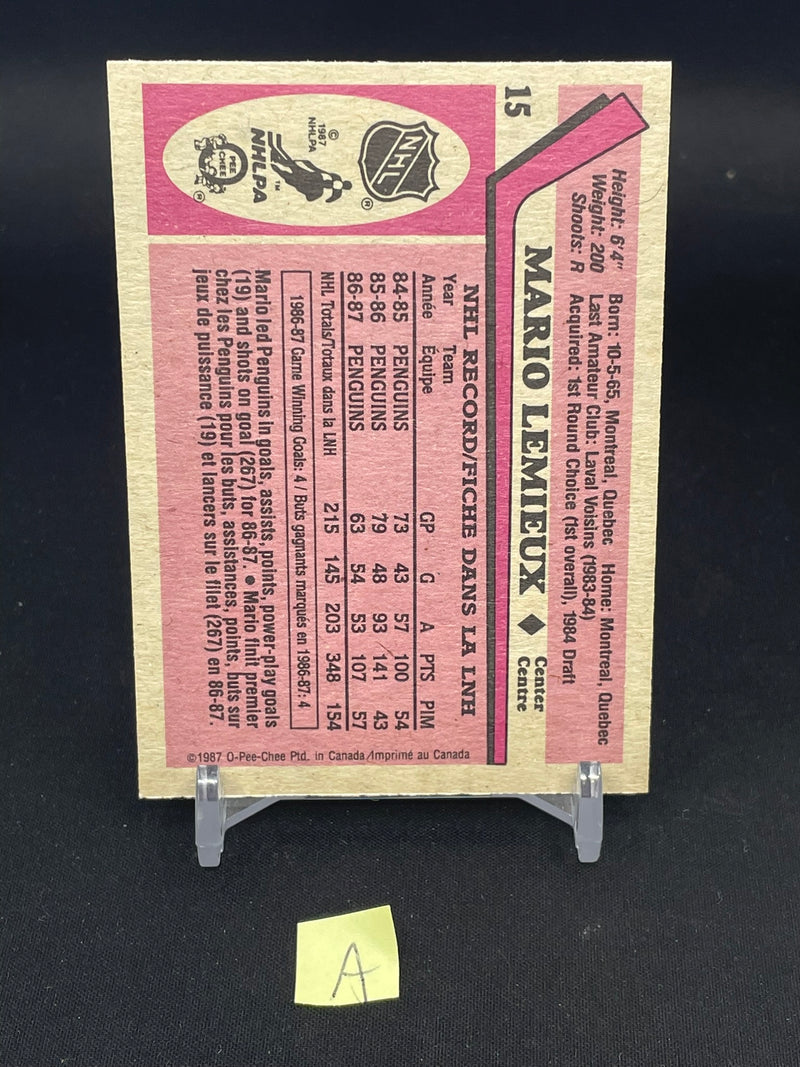 15
Height: 6'4" Born: 10-5-65, Montreal, Quebec Home: Montreal, Quebec
Weight: 200 Last Amateur Club: Laval Voisins (1983-84)
Shoots: R Acquired: 1st Round Choice (1st overall), 1984 Draft
MARIO LEMIEUX ♦ Center
Centre
NHL
®
© 1987 NHLPA
NHLPA ™
O PEE CHEE ®
NHL RECORD/FICHE DANS LA LNH
Year Team
Année Équipe GP G A PTS PIM
84-85 PENGUINS 73 43 57 100 54
85-86 PENGUINS 79 48 93 141 43
86-87 PENGUINS 63 54 53 107 57
NHL Totals/Totaux dans la LNH 215 145 203 348 154
1986-87 Game Winning Goals: 4 / Buts gagnants marqués en 1986-87: 4
Mario led Penguins in goals, assists, points, power-play goals
(19) and shots on goal (267) for 86-87. ● Mario finit premier
chez les Penguins pour les buts, assistances, points, buts sur
jeux de puissance (19) et lancers sur le filet (267) en 86-87.
©1987 O-Pee-Chee Ptd. in Canada/Imprimé au Canada
A